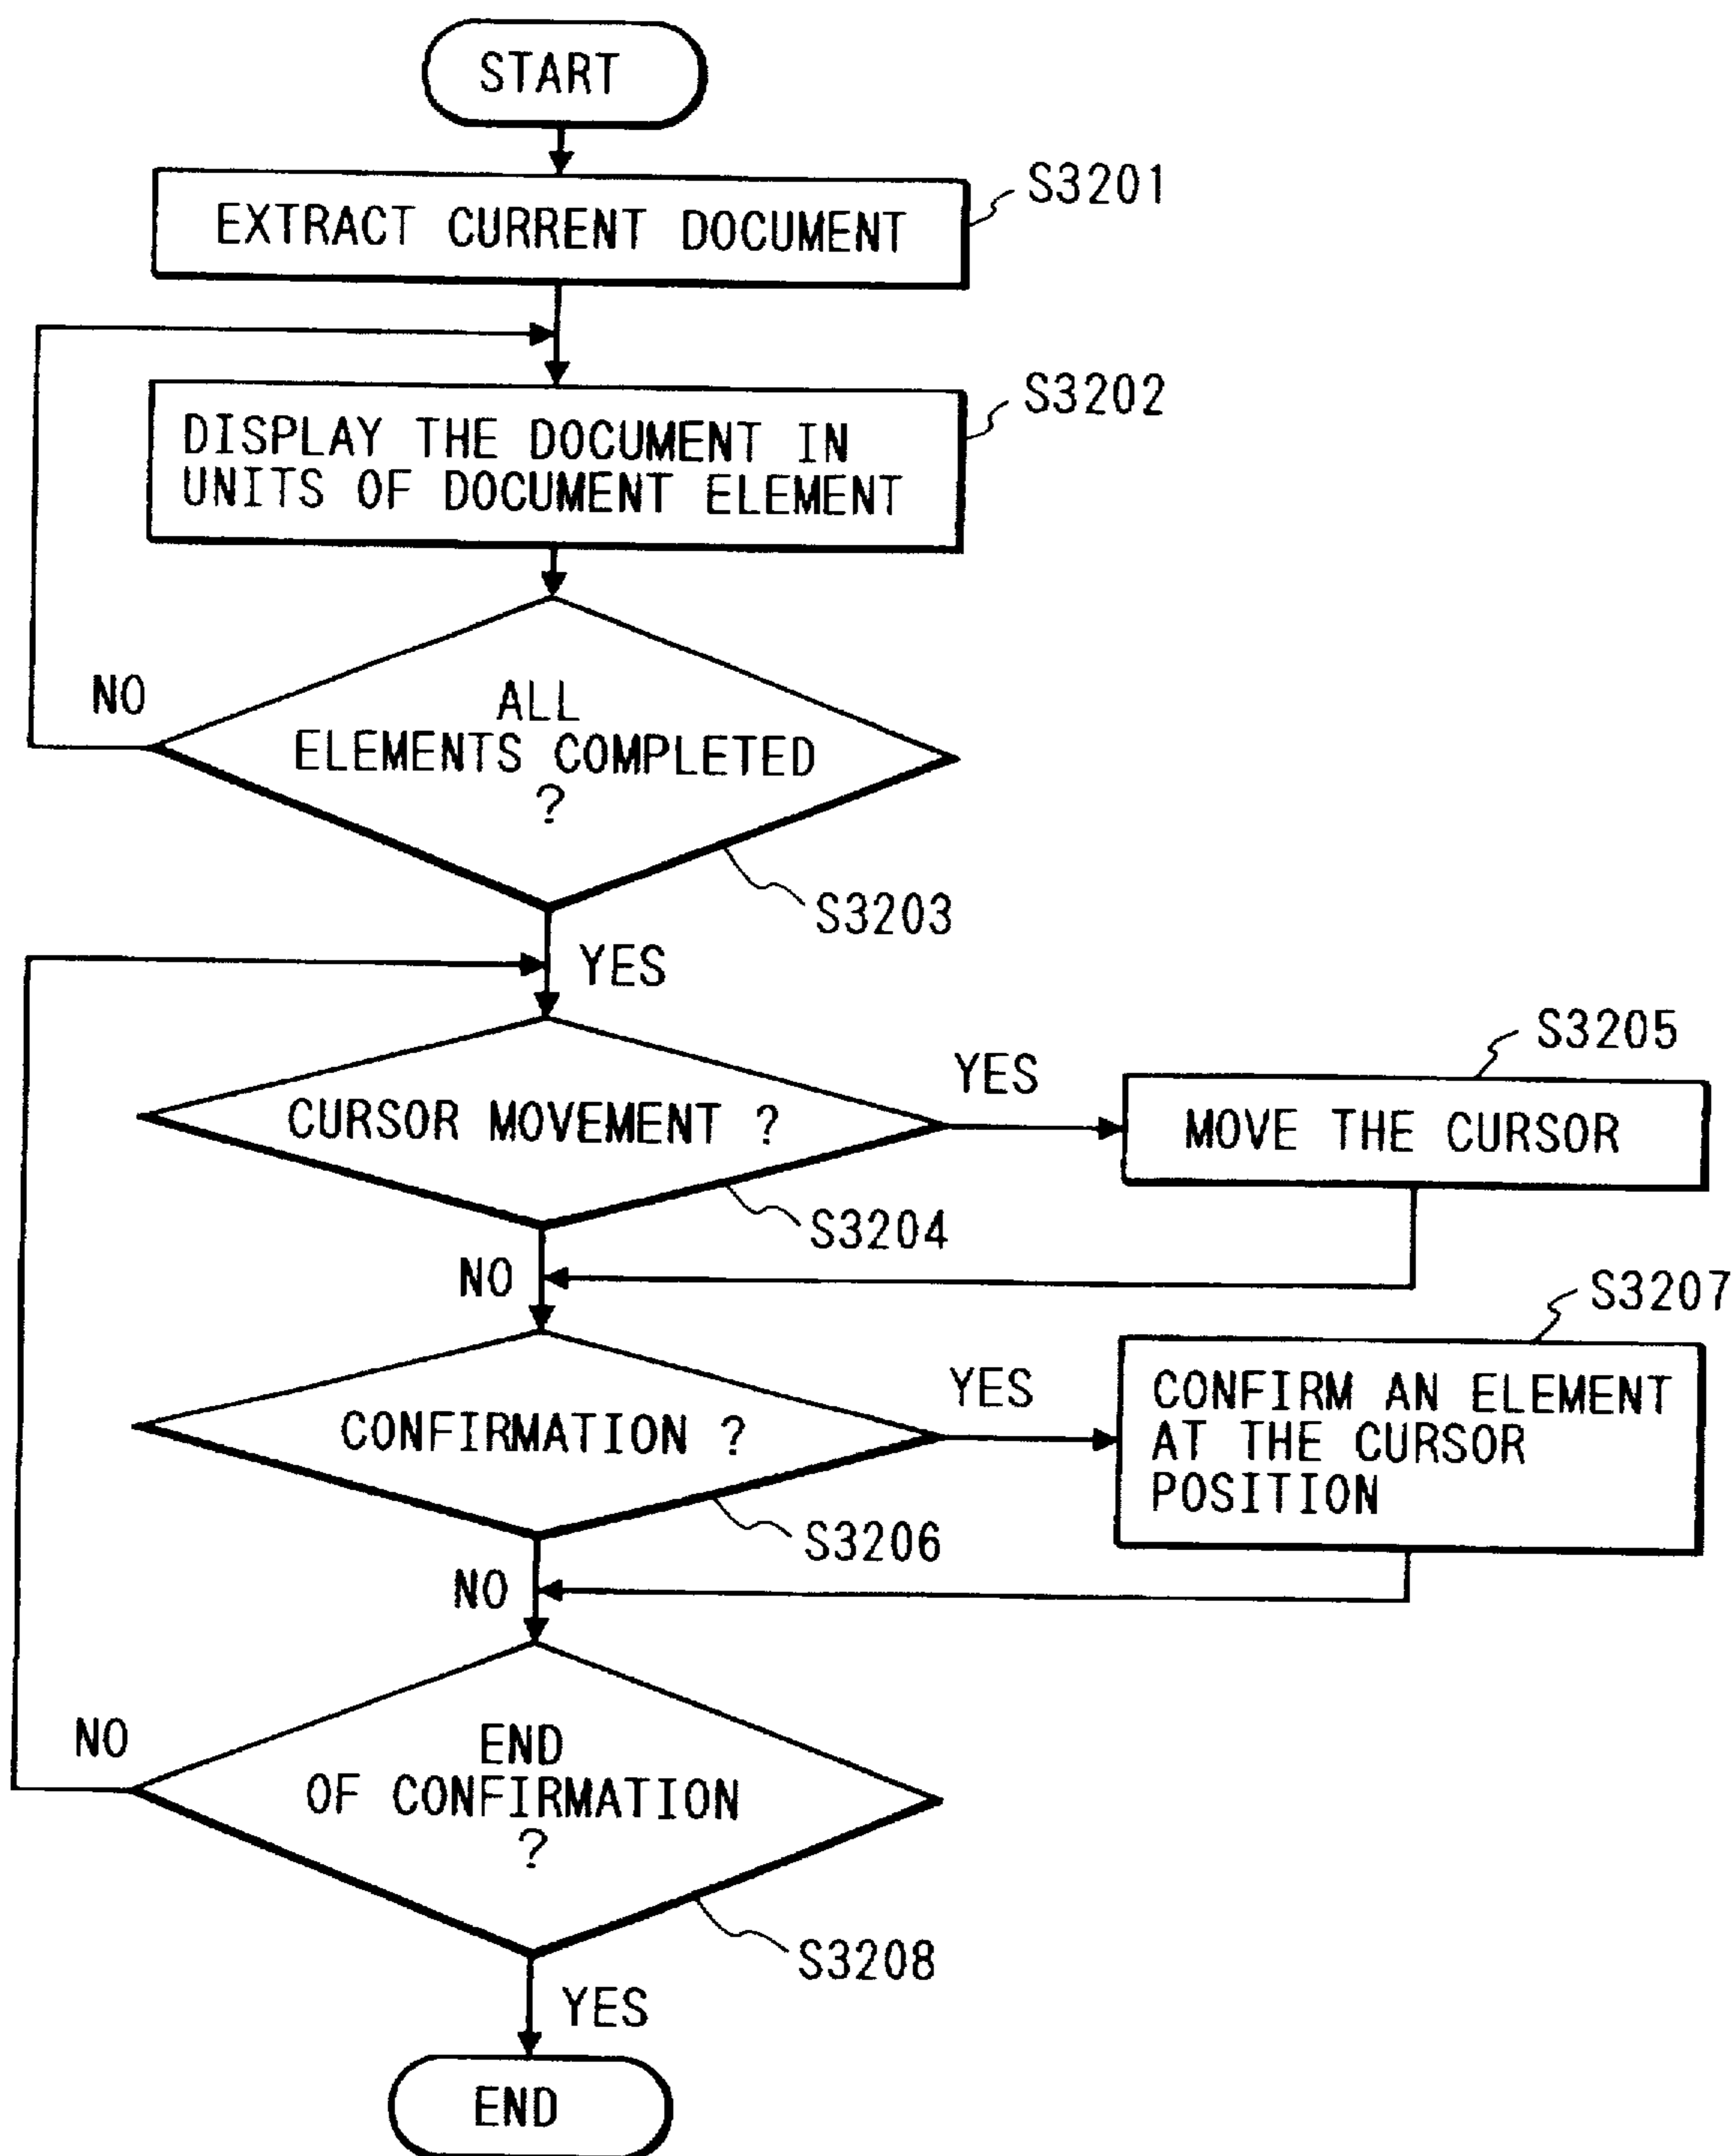 START
S3201
EXTRACT CURRENT DOCUMENT
S3202
DISPLAY THE DOCUMENT IN
UNITS OF DOCUMENT ELEMENT
NO
ALL
ELEMENTS COMPLETED
?
S3203
YES
S3205
YES
CURSOR MOVEMENT ?
MOVE THE CURSOR
S3204
NO
S3207
YES
CONFIRMATION ?
CONFIRM AN ELEMENT
AT THE CURSOR
POSITION
S3206
NO
NO
END
OF CONFIRMATION
?
S3208
YES
END